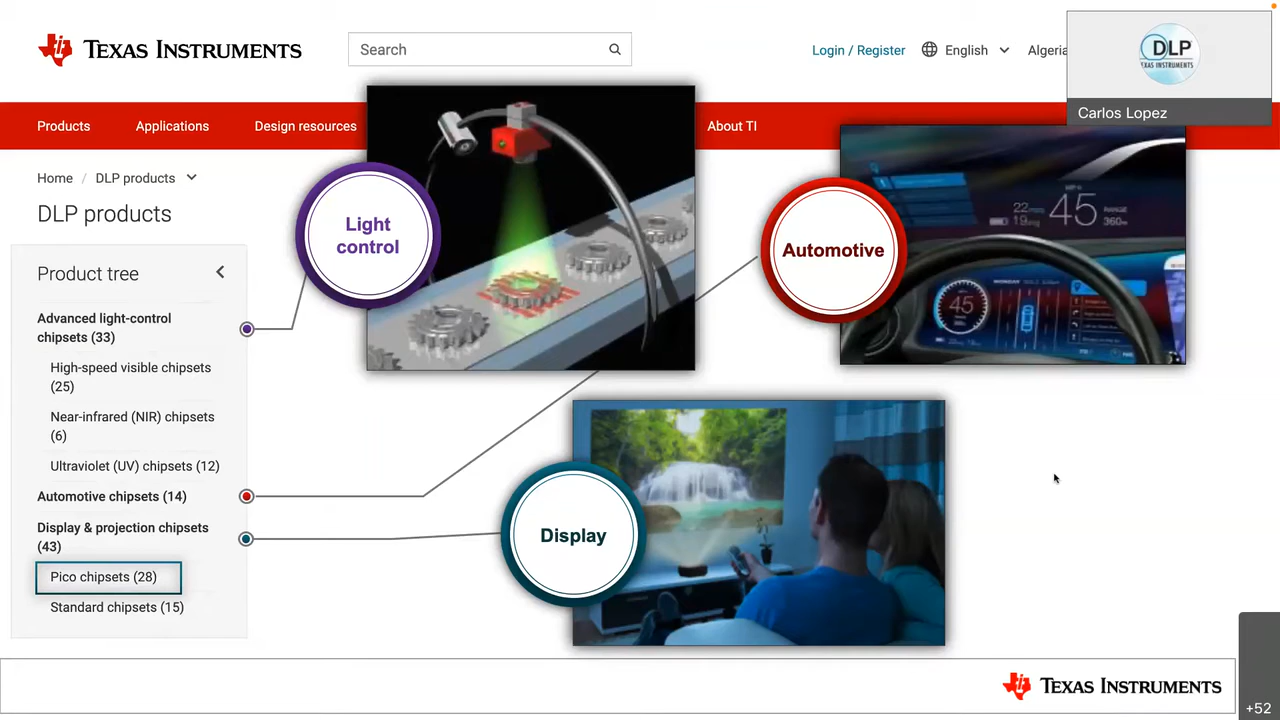 TEXAS INSTRUMENTS
Search
Login / Register
English
Algeria
DLP
TEXAS INSTRUMENTS
Carlos Lopez
Products
Applications
Design resources
About TI
Home / DLP products
DLP products
Product tree
Advanced light-control
chipsets (33)
High-speed visible chipsets
(25)
Near-infrared (NIR) chipsets
(6)
Ultraviolet (UV) chipsets (12)
Automotive chipsets (14)
Display & projection chipsets
(43)
Pico chipsets (28)
Standard chipsets (15)
Light
control
Automotive
22
19
45
RANGE
360
45
Display
TEXAS INSTRUMENTS
+52